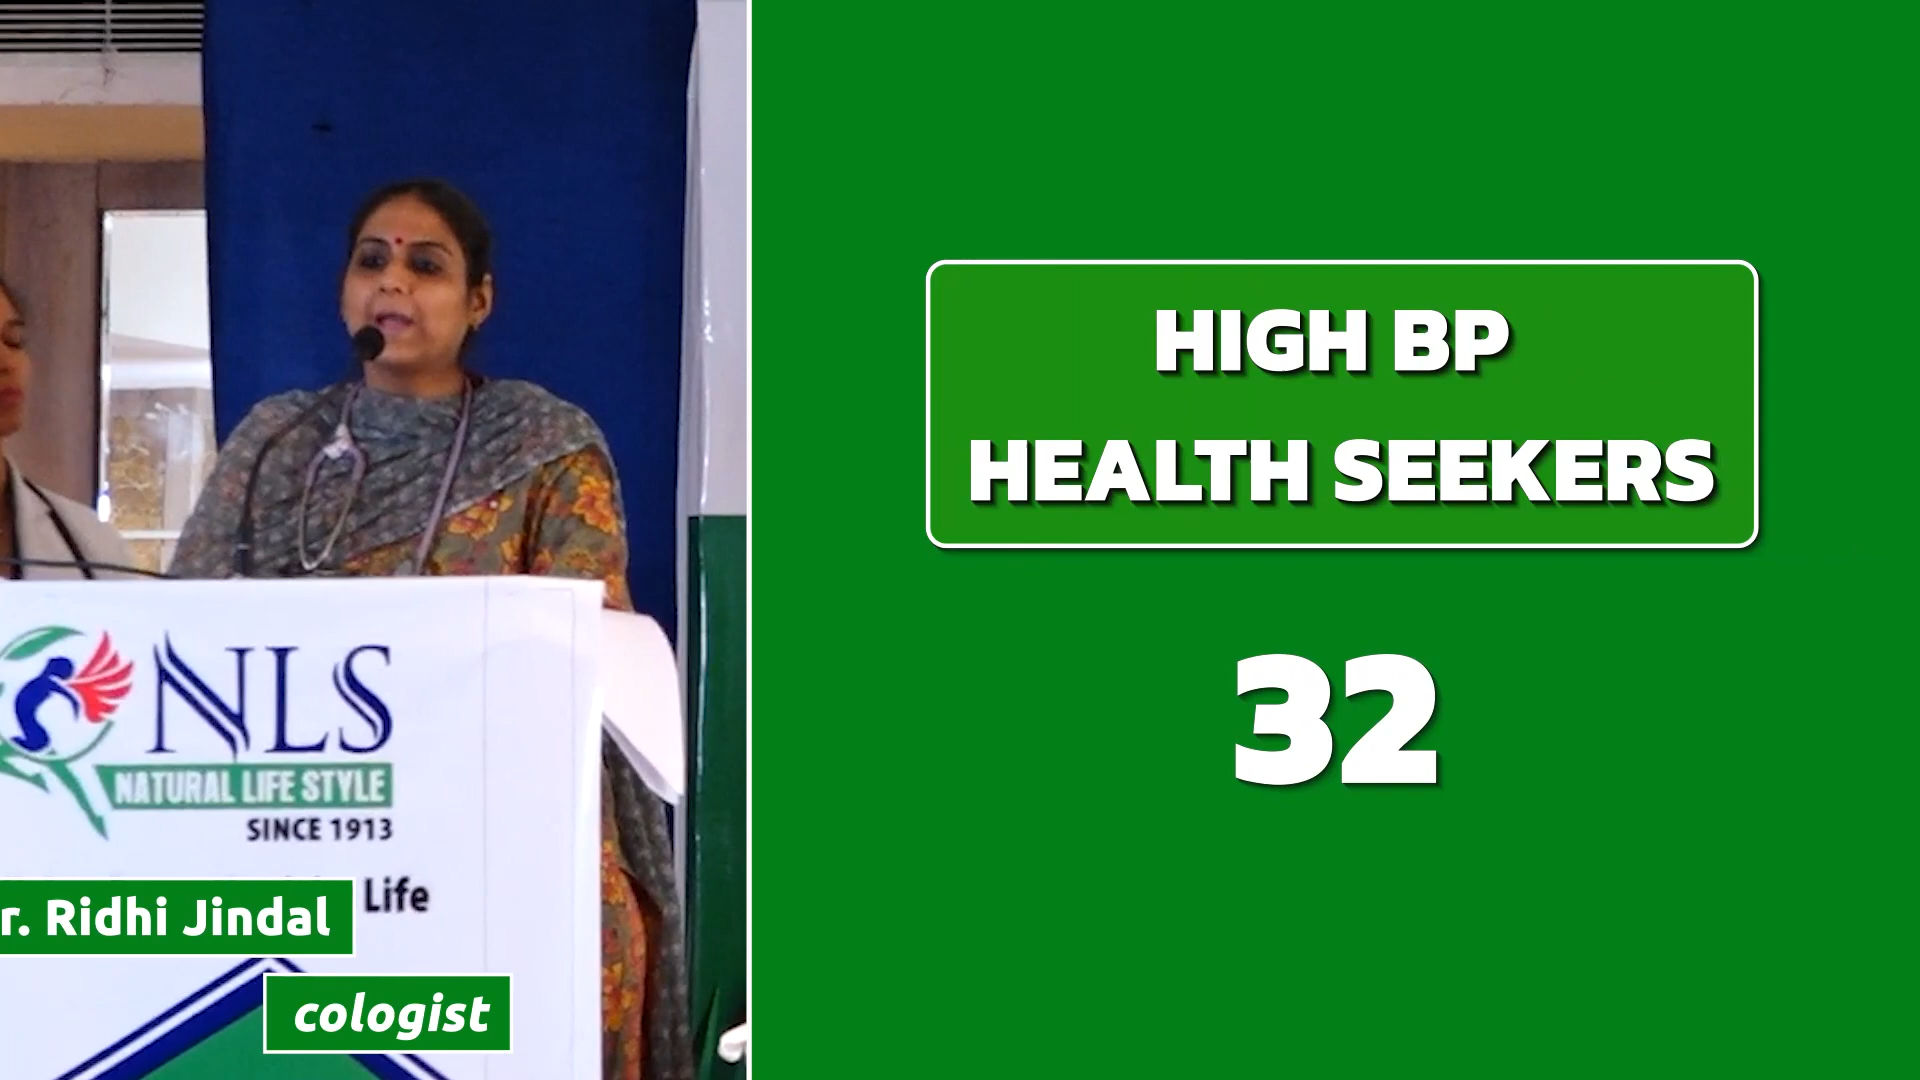 NLS
NATURAL LIFE STYLE
SINCE 1913
Life
r. Ridhi Jindal
cologist
HIGH BP
HEALTH SEEKERS
32